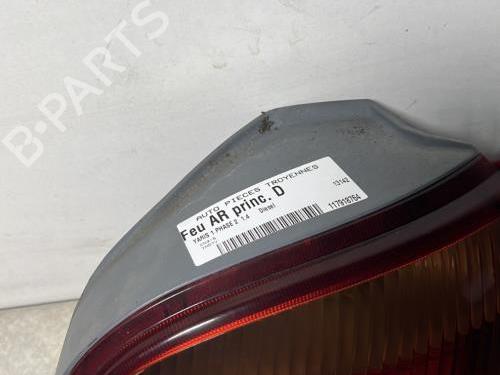 B-PARTS
AUTO PIECES TROYENNES
Feu AR princ. D
13142
YARIS 1 PHASE 2 1.4 Diesel
117918764